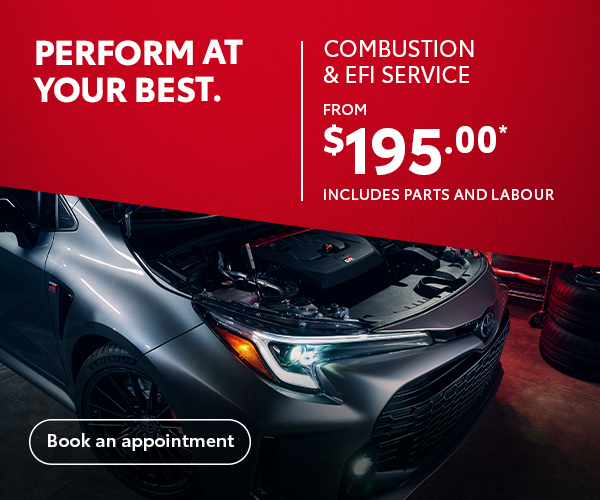 PERFORM AT
YOUR BEST.
COMBUSTION
& EFI SERVICE
FROM
$195.00*
INCLUDES PARTS AND LABOUR
Book an appointment